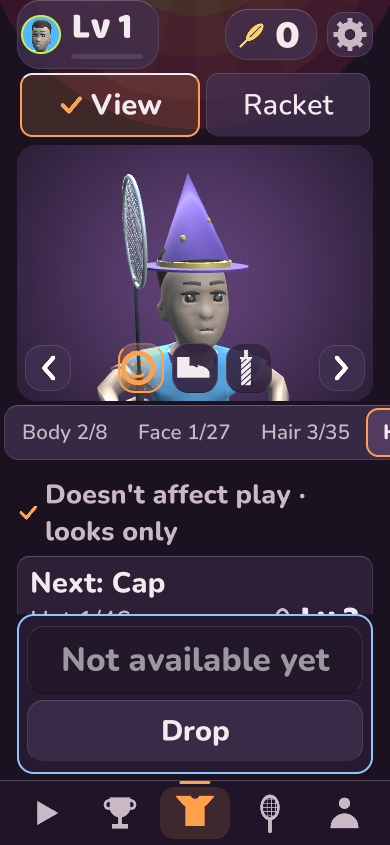 Lv 1
0
View
Racket
Body 2/8
Face 1/27
Hair 3/35
Doesn't affect play ·
looks only
Next: Cap
Not available yet
Drop